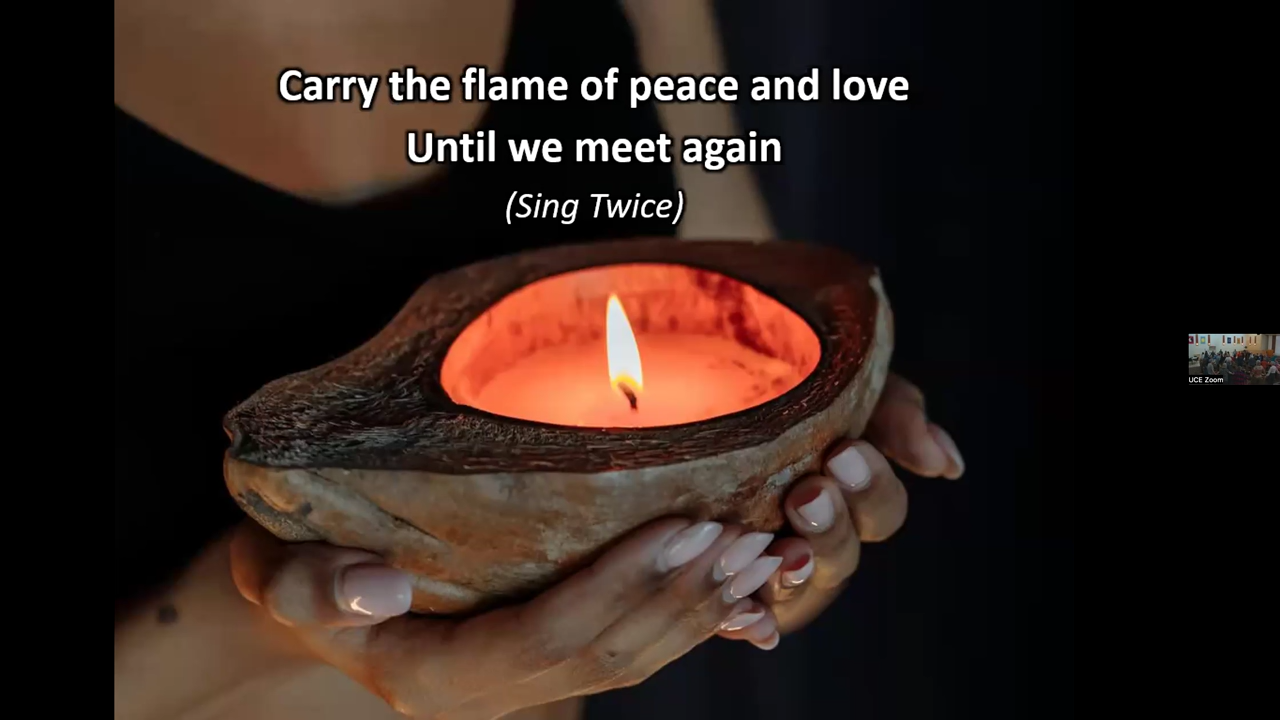 Carry the flame of peace and love
Until we meet again
(Sing Twice)
UCE Zoom